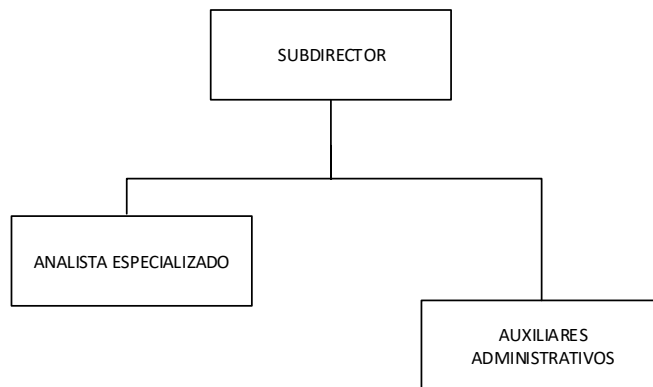 SUBDIRECTOR
ANALISTA ESPECIALIZADO
AUXILIARES
ADMINISTRATIVOS